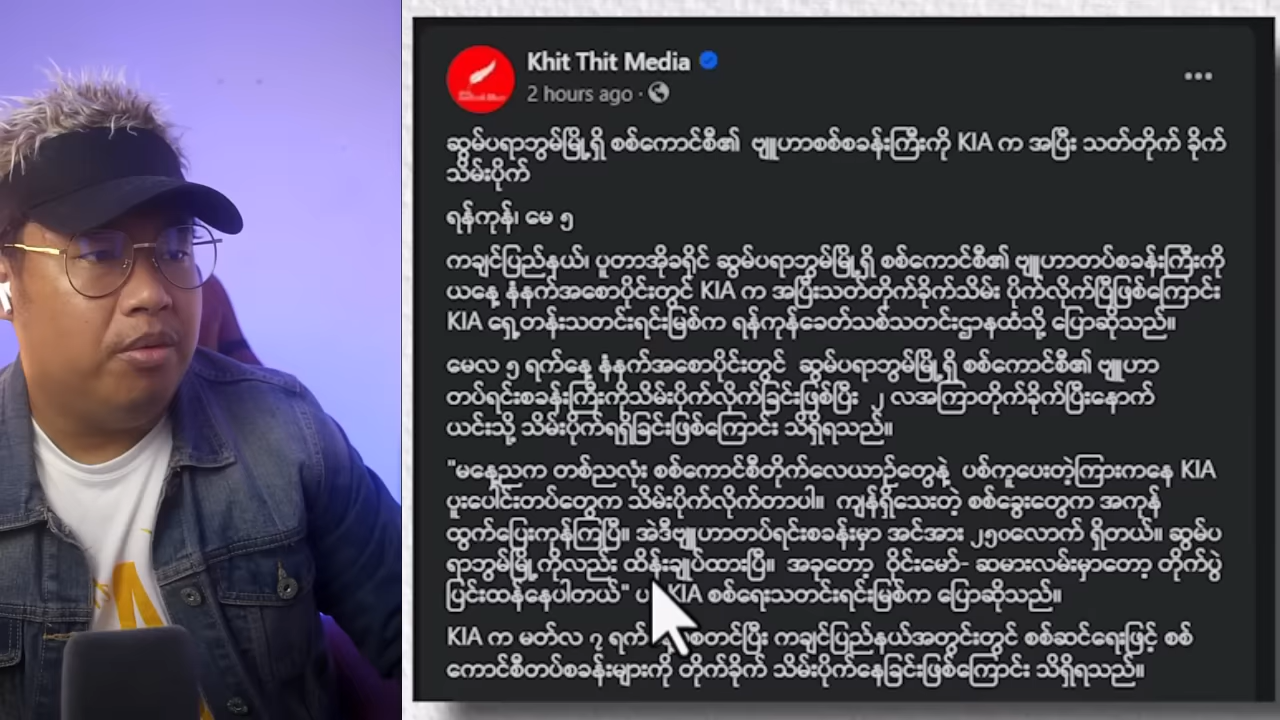 Khit Thit Media
2 hours ago
ဆွမ်ပရာဘွမ်မြို့ရှိ စစ်ကောင်စီ၏ ဗျူဟာစစ်စခန်းကြီးကို KIA က အပြီး သတ်တိုက် ခိုက်
သိမ်းပိုက်
ရန်ကုန်၊ မေ ၅
ကချင်ပြည်နယ်၊ ပူတာအိုခရိုင် ဆွမ်ပရာဘွမ်မြို့ရှိ စစ်ကောင်စီ၏ ဗျူဟာတပ်စခန်းကြီးကို
ယနေ့ နံနက်အစောပိုင်းတွင် KIA က အပြီးသတ်တိုက်ခိုက်သိမ်း ပိုက်လိုက်ပြီဖြစ်ကြောင်း
KIA ရှေ့တန်းသတင်းရင်းမြစ်က ရန်ကုန်ခေတ်သစ်သတင်းဌာနထံသို့ ပြောဆိုသည်။
မေလ ၅ ရက်နေ့ နံနက်အစောပိုင်းတွင် ဆွမ်ပရာဘွမ်မြို့ရှိ စစ်ကောင်စီ၏ ဗျူဟာ
တပ်ရင်းစခန်းကြီးကိုသိမ်းပိုက်လိုက်ခြင်းဖြစ်ပြီး ၂ လအကြာတိုက်ခိုက်ပြီးနောက်
ယင်းသို့ သိမ်းပိုက်ရရှိခြင်းဖြစ်ကြောင်း သိရှိရသည်။
"မနေ့ညက တစ်ညလုံး စစ်ကောင်စီတိုက်လေယာဉ်တွေနဲ့ ပစ်ကူပေးတဲ့ကြားကနေ KIA
ပူးပေါင်းတပ်တွေက သိမ်းပိုက်လိုက်တာပါ။ ကျန်ရှိသေးတဲ့ စစ်ခွေးတွေက အကုန်
ထွက်ပြေးကုန်ကြပြီ။ အဲဒီဗျူဟာတပ်ရင်းစခန်းမှာ အင်အား ၂၅၀လောက် ရှိတယ်။ ဆွမ်ပ
ရာဘွမ်မြို့ကိုလည်း ထိန်းချုပ်ထားပြီ။ အခုတော့ ဝိုင်းမော်- ဆမားလမ်းမှာတော့ တိုက်ပွဲ
ပြင်းထန်နေပါတယ်" ပ KIA စစ်ရေးသတင်းရင်းမြစ်က ပြောဆိုသည်။
KIA က မတ်လ ၇ ရက် စတင်ပြီး ကချင်ပြည်နယ်အတွင်းတွင် စစ်ဆင်ရေးဖြင့် စစ်
ကောင်စီတပ်စခန်းများကို တိုက်ခိုက် သိမ်းပိုက်နေခြင်းဖြစ်ကြောင်း သိရှိရသည်။